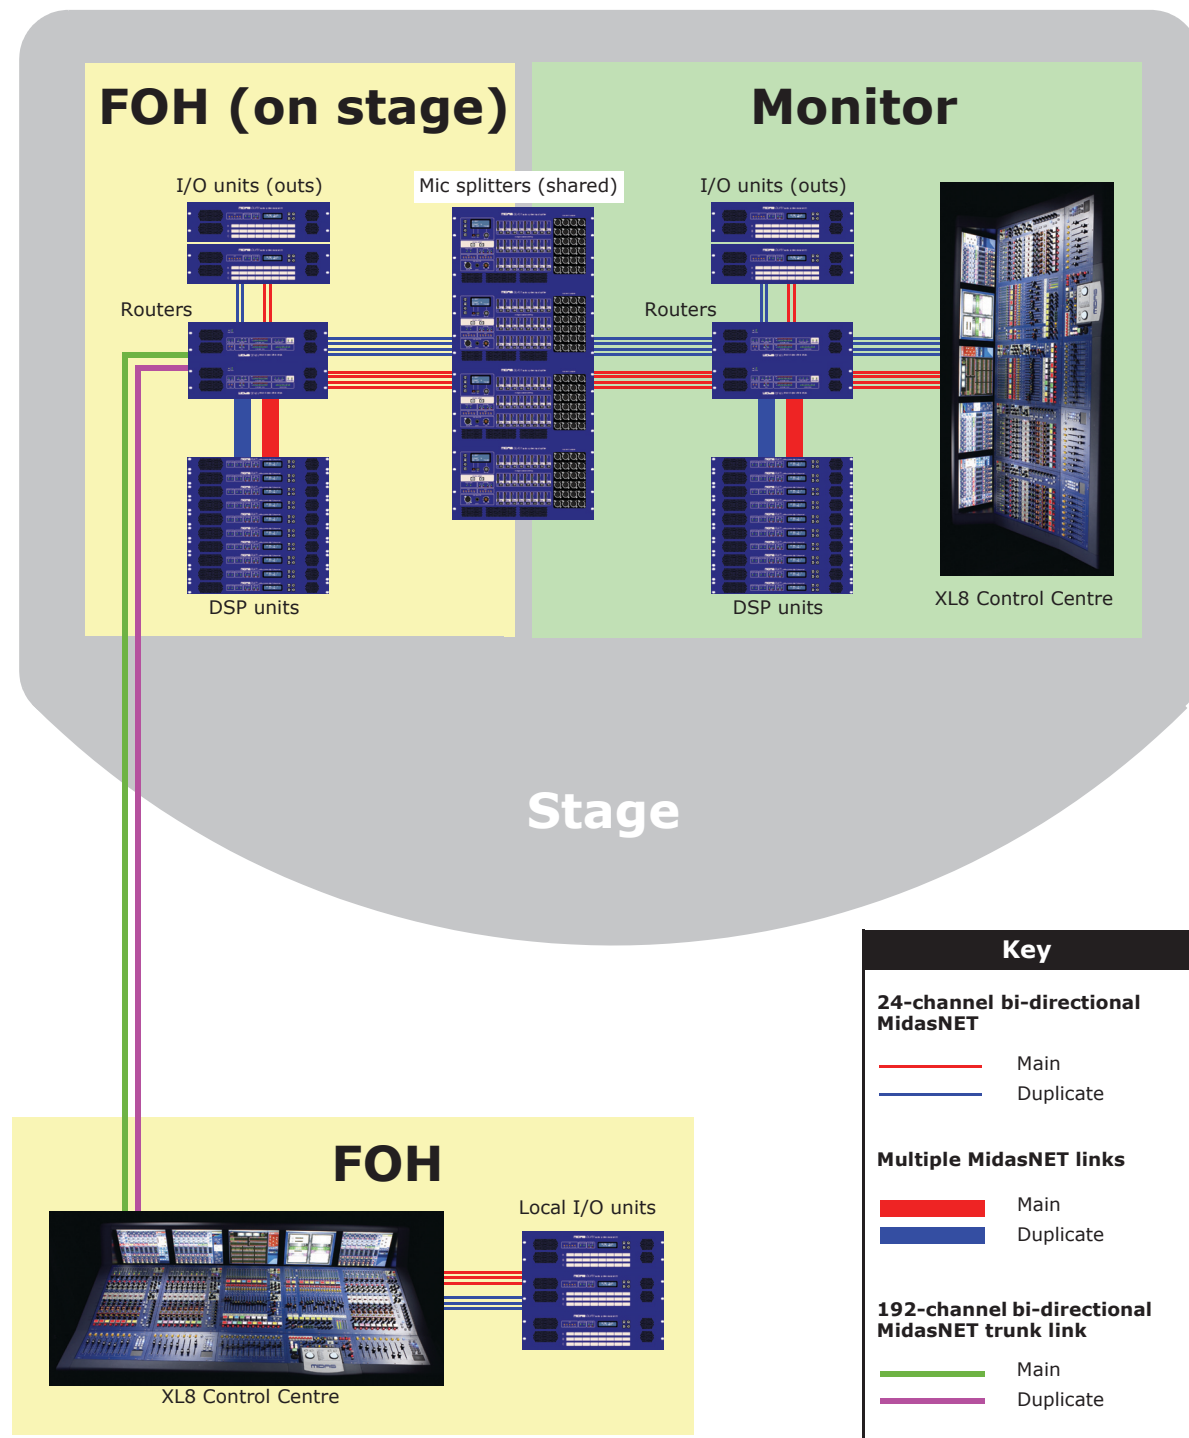 FOH (on stage)
Monitor
I/O units (outs)
Mic splitters (shared)
I/O units (outs)
Routers
Routers
DSP units
DSP units
XL8 Control Centre
Stage
FOH
Local I/O units
XL8 Control Centre
Key
24-channel bi-directional
MidasNET
Main
Duplicate
Multiple MidasNET links
Main
Duplicate
192-channel bi-directional
MidasNET trunk link
Main
Duplicate